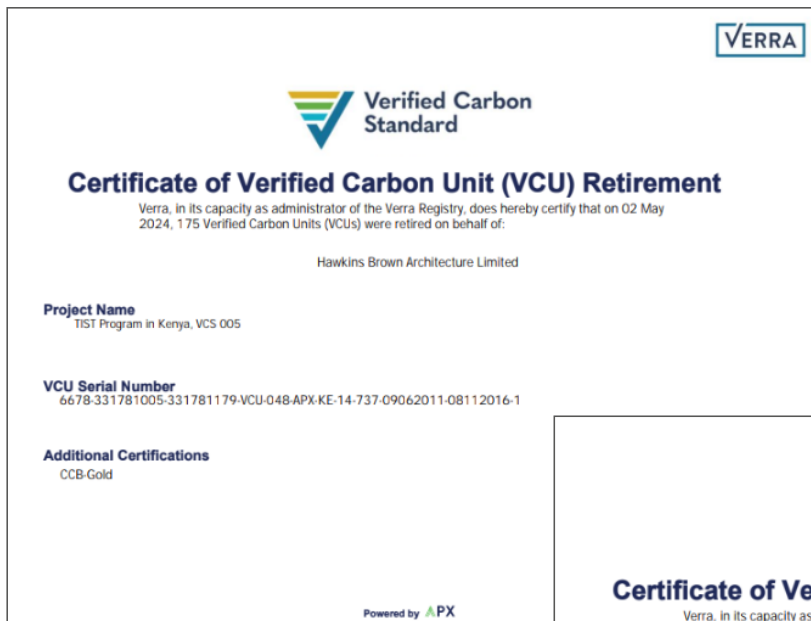 VERRA
Verified Carbon
Standard
Certificate of Verified Carbon Unit (VCU) Retirement
Verra, in its capacity as administrator of the Verra Registry, does hereby certify that on 02 May
2024, 175 Verified Carbon Units (VCUs) were retired on behalf of:
Hawkins Brown Architecture Limited
Project Name
TIST Program in Kenya, VCS 005
VCU Serial Number
6678-331781005-331781179-VCU-048-APX-KE-14-737-09062011-08112016-1
Additional Certifications
CCB-Gold
Powered by APX
Certificate of Ve
Verra, in its capacity as